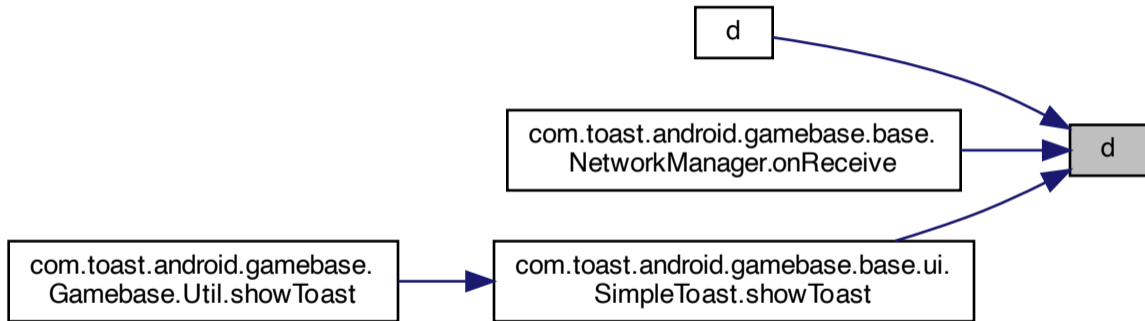 d
com.toast.android.gamebase.base.
NetworkManager.onReceive
d
com.toast.android.gamebase.
Gamebase.Util.showToast
com.toast.android.gamebase.base.ui.
SimpleToast.showToast